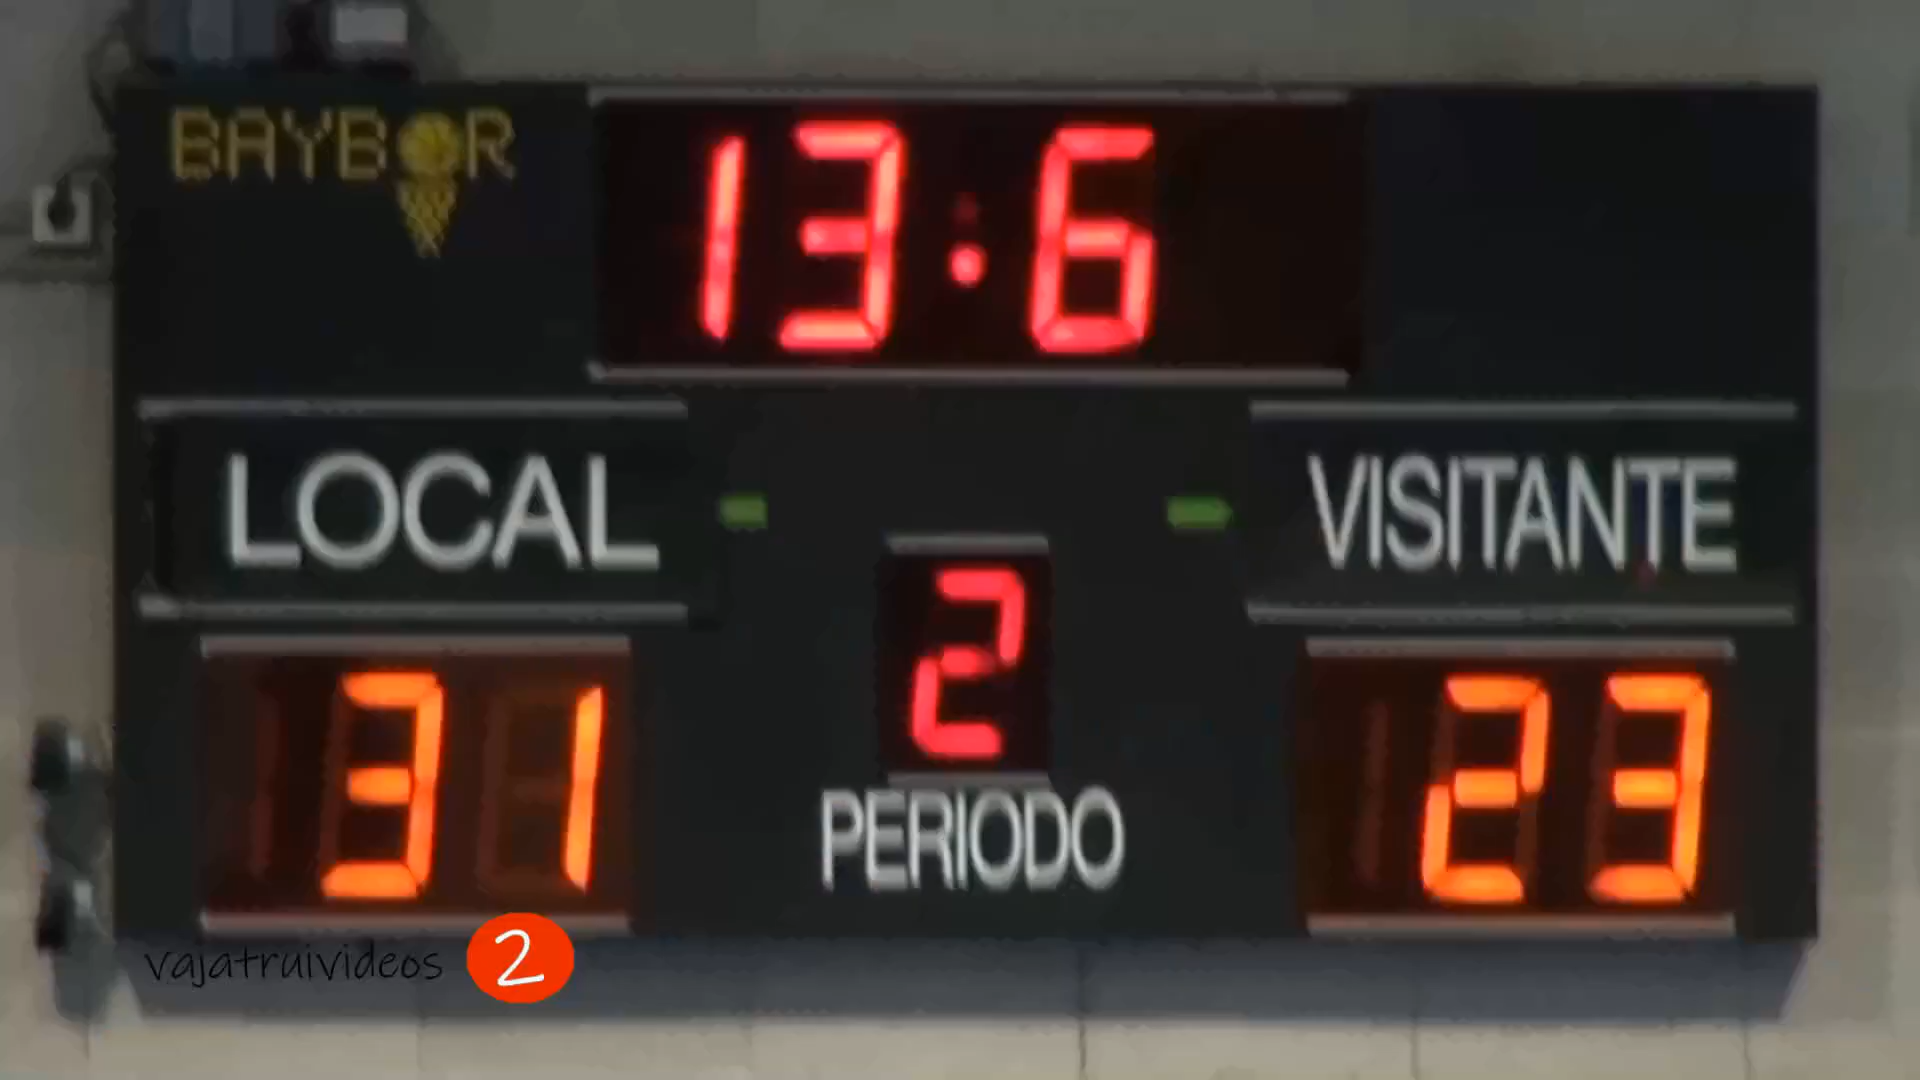 BAYBOR
13:6
LOCAL
VISITANTE
2
31
23
PERIODO
vajatruivideos 2